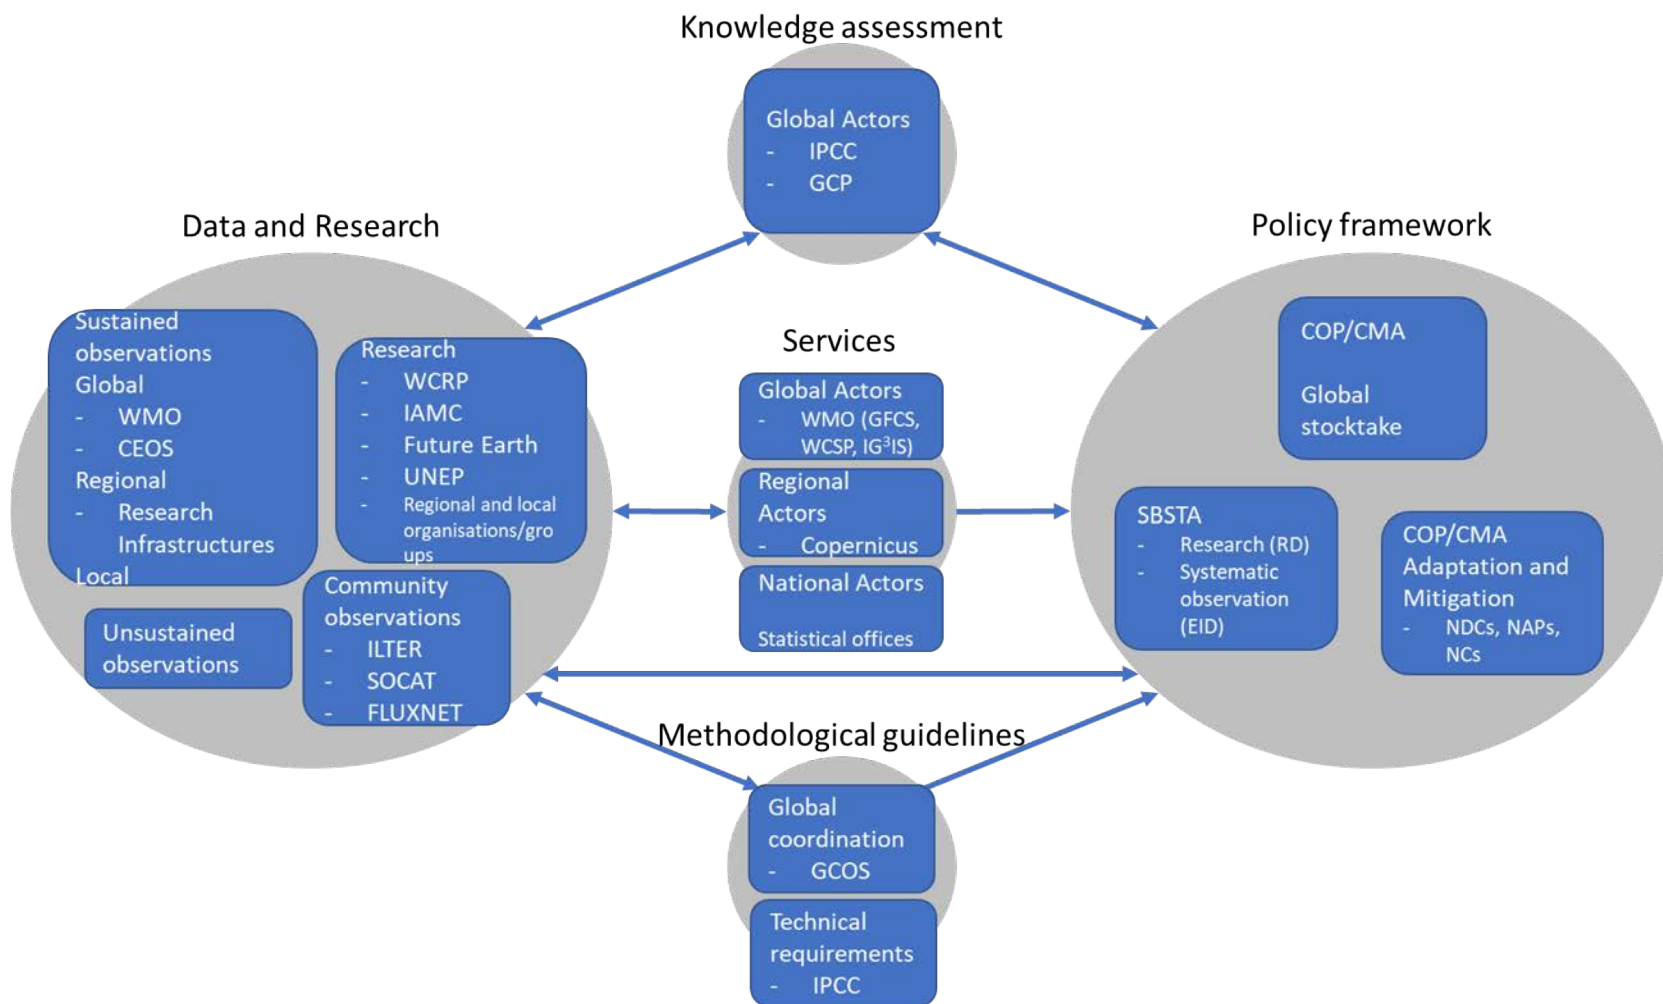 Knowledge assessment
Global Actors
- IPCC
- GCP
Data and Research
Sustained
observations
Global
- WMO
- CEOS
Regional
- Research
Infrastructures
Local
Research
- WCRP
- IAMC
- Future Earth
- UNEP
- Regional and local
organisations/gro
ups
Unsustained
observations
Community
observations
- ILTER
- SOCAT
- FLUXNET
Services
Global Actors
- WMO (GFCS,
WCSP, IG³IS)
Regional
Actors
- Copernicus
National Actors
Statistical offices
Policy framework
COP/CMA
Global
stocktake
SBSTA
- Research (RD)
- Systematic
observation
(EID)
COP/CMA
Adaptation and
Mitigation
- NDCs, NAPs,
NCs
Methodological guidelines
Global
coordination
- GCOS
Technical
requirements
- IPCC